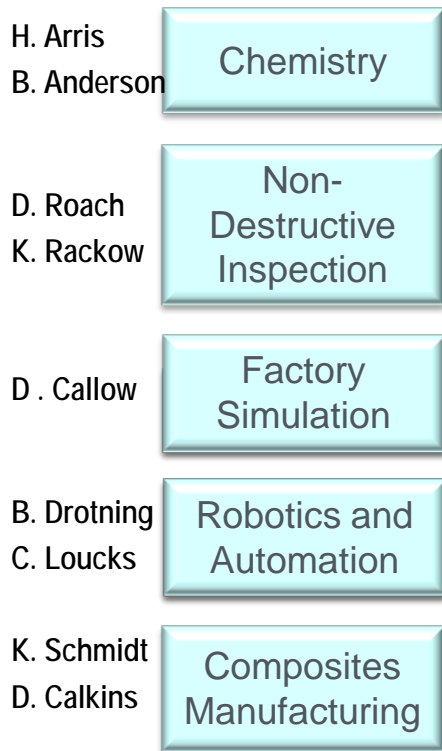 H. Arris
B. Anderson
Chemistry
D. Roach
K. Rackow
Non-
Destructive
Inspection
D . Callow
Factory
Simulation
B. Drotning
C. Loucks
Robotics and
Automation
K. Schmidt
D. Calkins
Composites
Manufacturing